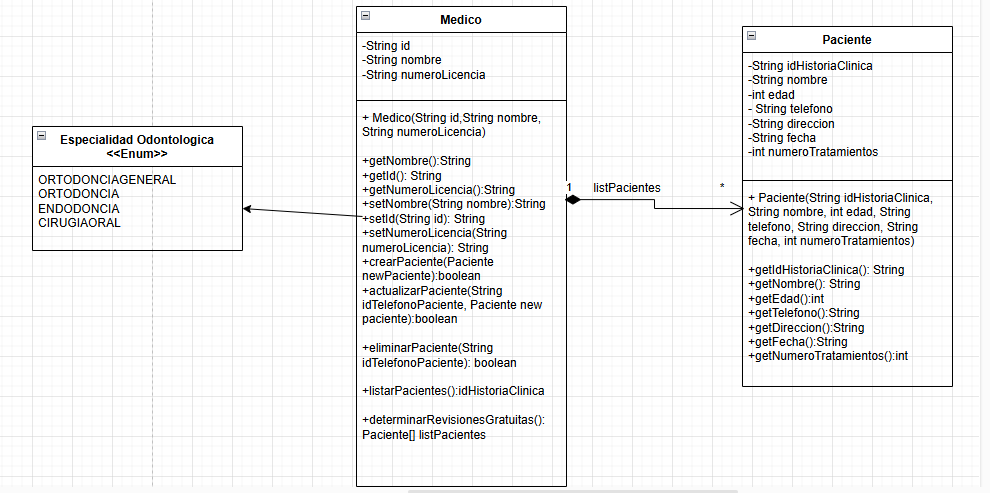 Especialidad Odontologica
<<Enum>>
ORTODONCIAGENERAL
ORTODONCIA
ENDODONCIA
CIRUGIAORAL
Medico
-String id
-String nombre
-String numeroLicencia
+ Medico(String id,String nombre,
String numeroLicencia)
+getNombre():String
+getId(): String
+getNumeroLicencia():String
+setNombre(String nombre):String
+setId(String id): String
+setNumeroLicencia(String
numeroLicencia): String
+crearPaciente(Paciente
newPaciente):boolean
+actualizarPaciente(String
idTelefonoPaciente, Paciente new
paciente):boolean
+eliminarPaciente(String
idTelefonoPaciente): boolean
+listarPacientes():idHistoriaClinica
+determinarRevisionesGratuitas():
Paciente[] listPacientes
1 listPacientes *
Paciente
-String idHistoriaClinica
-String nombre
-int edad
- String telefono
-String direccion
-String fecha
-int numeroTratamientos
+ Paciente(String idHistoriaClinica,
String nombre, int edad, String
telefono, String direccion, String
fecha, int numeroTratamientos)
+getIdHistoriaClinica(): String
+getNombre(): String
+getEdad():int
+getTelefono():String
+getDireccion():String
+getFecha():String
+getNumeroTratamientos():int